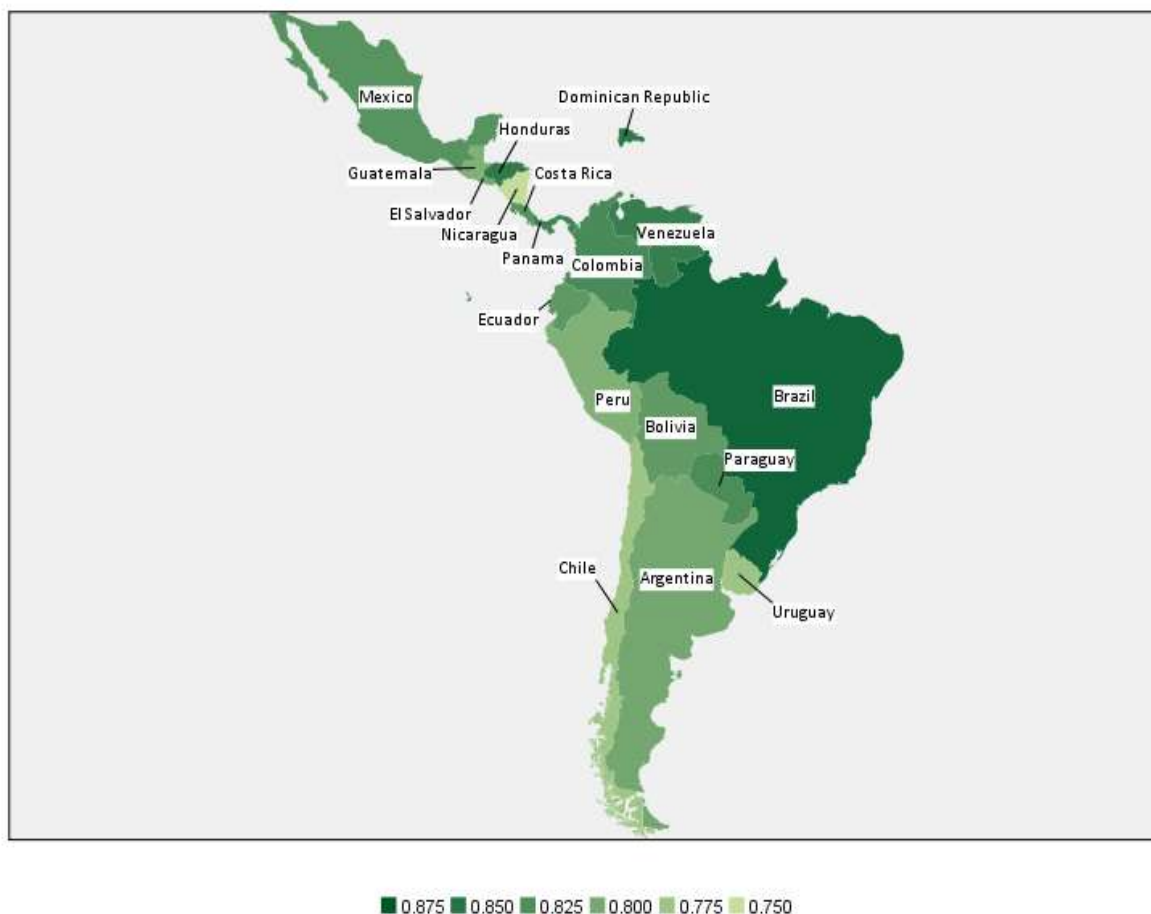 Mexico
Dominican Republic
Honduras
Guatemala
Costa Rica
El Salvador
Nicaragua
Venezuela
Panama
Colombia
Ecuador
Peru
Brazil
Bolivia
Paraguay
Chile
Argentina
Uruguay
0.875 0.850 0.825 0.800 0.775 0.750